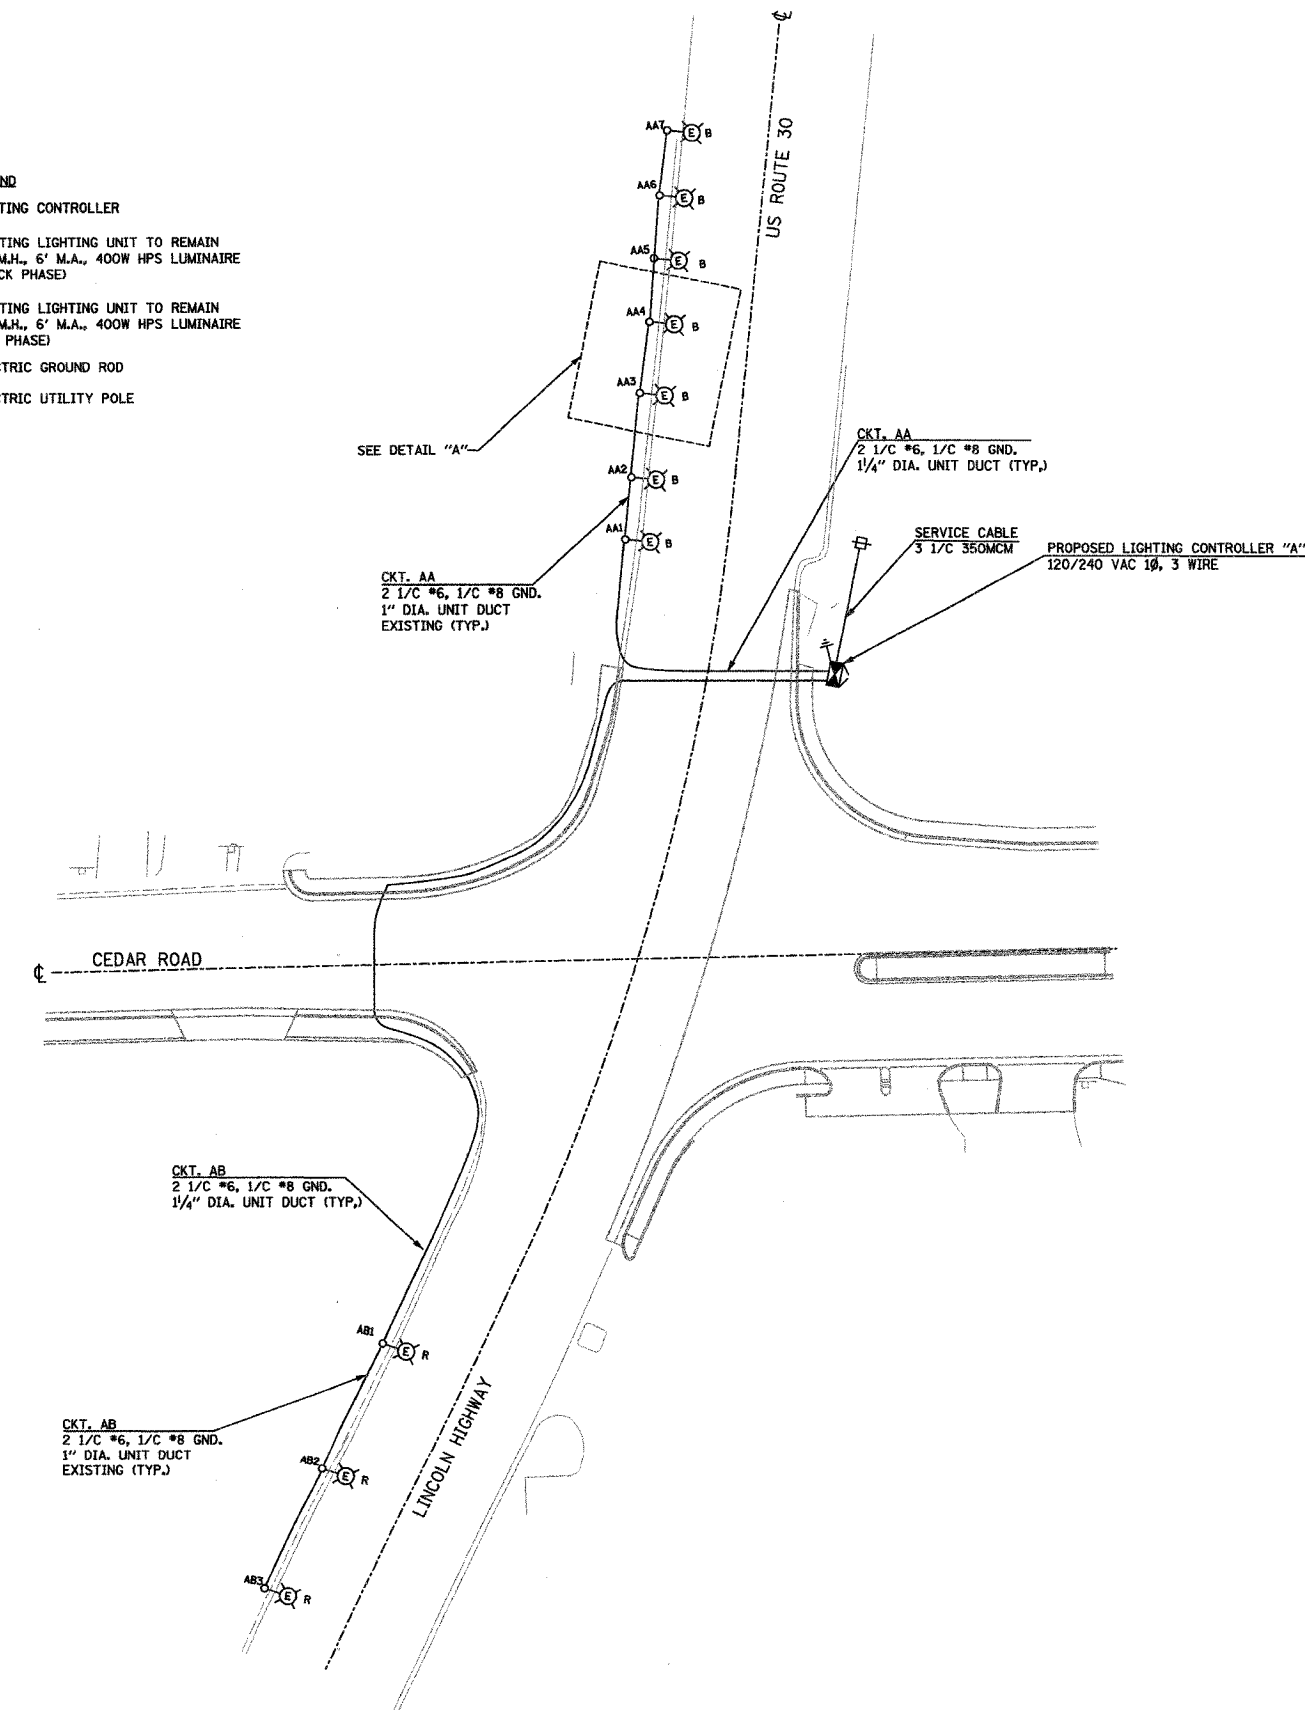 ND
TING CONTROLLER
TING LIGHTING UNIT TO REMAIN
M.H., 6' M.A., 400W HPS LUMINAIRE
CK PHASE)
TING LIGHTING UNIT TO REMAIN
M.H., 6' M.A., 400W HPS LUMINAIRE
PHASE)
TRIC GROUND ROD
TRIC UTILITY POLE
℄
US ROUTE 30
AA7 E B
AA6 E B
AA5 E B
AA4 E B
AA3 E B
SEE DETAIL "A"
AA2 E B
AA1 E B
CKT. AA
2 1/C #6, 1/C #8 GND.
1¼" DIA. UNIT DUCT (TYP.)
SERVICE CABLE
3 1/C 350MCM
PROPOSED LIGHTING CONTROLLER "A"
120/240 VAC 1Ø, 3 WIRE
CKT. AA
2 1/C #6, 1/C #8 GND.
1" DIA. UNIT DUCT
EXISTING (TYP.)
℄ CEDAR ROAD
CKT. AB
2 1/C #6, 1/C #8 GND.
1¼" DIA. UNIT DUCT (TYP.)
AB1 E R
CKT. AB
2 1/C #6, 1/C #8 GND.
1" DIA. UNIT DUCT
EXISTING (TYP.)
AB2 E R
LINCOLN HIGHWAY
AB3 E R